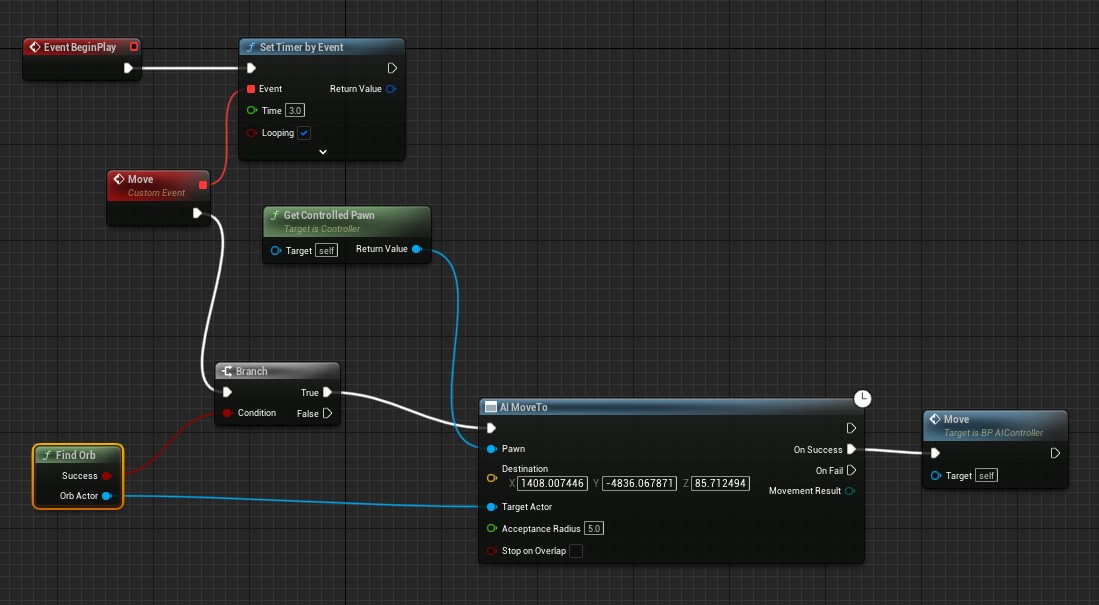 Event BeginPlay
Set Timer by Event
Event
Return Value
Time 3.0
Looping
Move
Custom Event
Get Controlled Pawn
Target is Controller
Target self
Return Value
Branch
True
Condition
False
Find Orb
Success
Orb Actor
AI MoveTo
Pawn
On Success
Destination
On Fail
X 1408.007446 Y -4836.067871 Z 85.712494
Movement Result
Target Actor
Acceptance Radius 5.0
Stop on Overlap
Move
Target is BP AIController
Target self